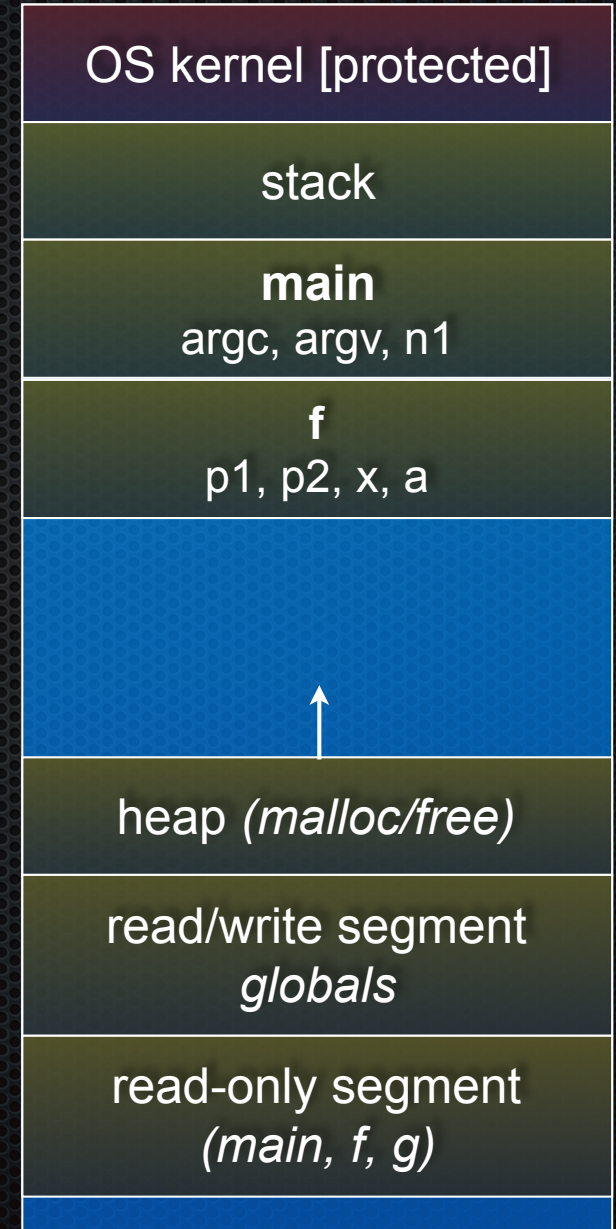 OS kernel [protected]
stack
main
argc, argv, n1
f
p1, p2, x, a
heap (malloc/free)
read/write segment
globals
read-only segment
(main, f, g)